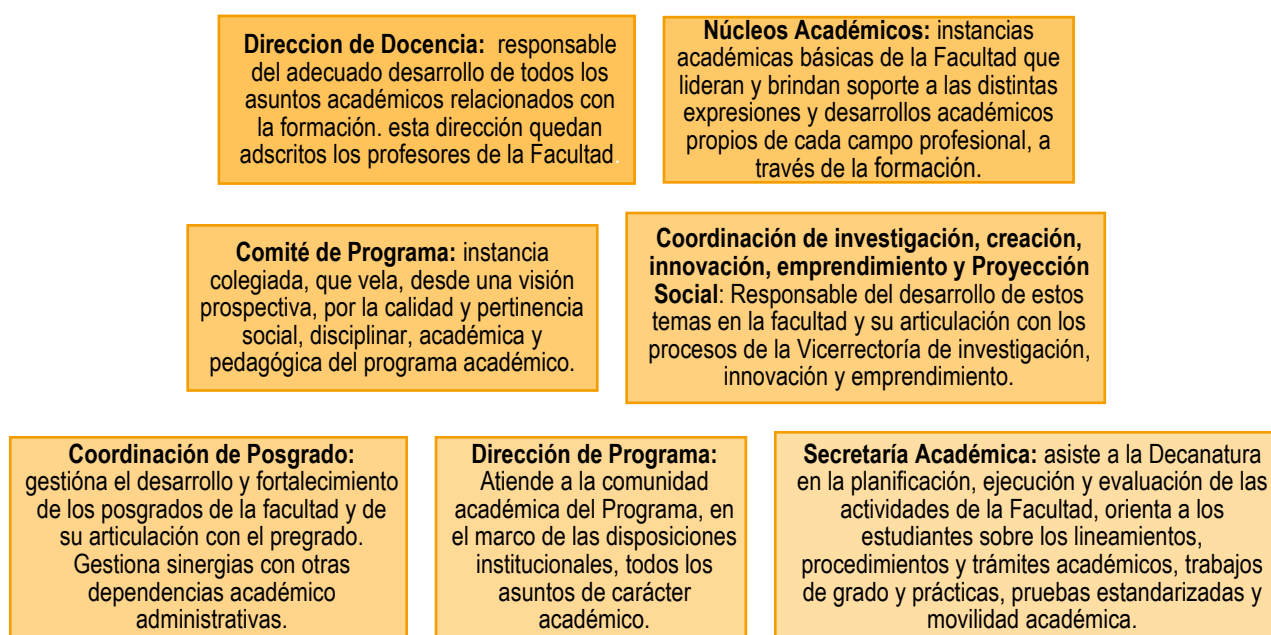 Direccion de Docencia: responsable
del adecuado desarrollo de todos los
asuntos académicos relacionados con
la formación. esta dirección quedan
adscritos los profesores de la Facultad.
Núcleos Académicos: instancias
académicas básicas de la Facultad que
lideran y brindan soporte a las distintas
expresiones y desarrollos académicos
propios de cada campo profesional, a
través de la formación.
Comité de Programa: instancia
colegiada, que vela, desde una visión
prospectiva, por la calidad y pertinencia
social, disciplinar, académica y
pedagógica del programa académico.
Coordinación de investigación, creación,
innovación, emprendimiento y Proyección
Social: Responsable del desarrollo de estos
temas en la facultad y su articulación con los
procesos de la Vicerrectoría de investigación,
innovación y emprendimiento.
Coordinación de Posgrado:
gestióna el desarrollo y fortalecimiento
de los posgrados de la facultad y de
su articulación con el pregrado.
Gestiona sinergias con otras
dependencias académico
administrativas.
Dirección de Programa:
Atiende a la comunidad
académica del Programa, en
el marco de las disposiciones
institucionales, todos los
asuntos de carácter
académico.
Secretaría Académica: asiste a la Decanatura
en la planificación, ejecución y evaluación de las
actividades de la Facultad, orienta a los
estudiantes sobre los lineamientos,
procedimientos y trámites académicos, trabajos
de grado y prácticas, pruebas estandarizadas y
movilidad académica.